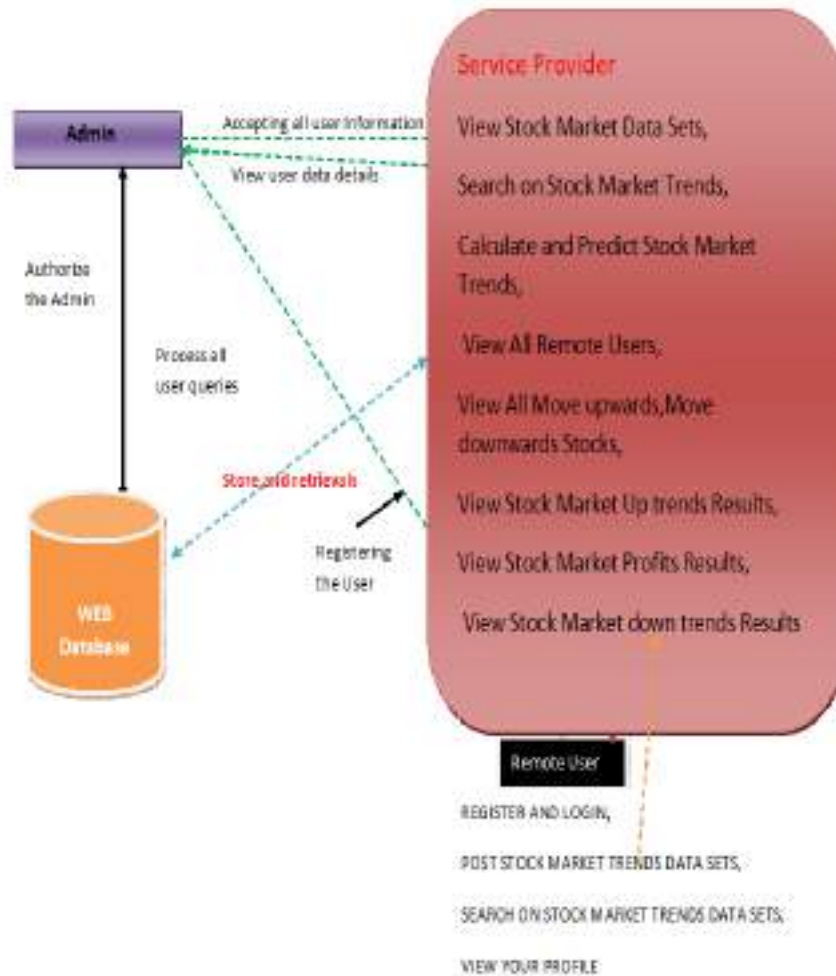 Service Provider
Admin
Accepting all user Information
View user data details
View Stock Market Data Sets,
Search on Stock Market Trends,
Calculate and Predict Stock Market
Trends,
View All Remote Users,
View All Move upwards,Move
downwards Stocks,
View Stock Market Up trends Results,
View Stock Market Profits Results,
View Stock Market down trends Results
Authorize
the Admin
Process all
user queries
Store and retrievals
Registering
the User
WEB
Database
Remote User
REGISTER AND LOGIN,
POST STOCK MARKET TRENDS DATA SETS,
SEARCH ON STOCK MARKET TRENDS DATA SETS,
VIEW YOUR PROFILE